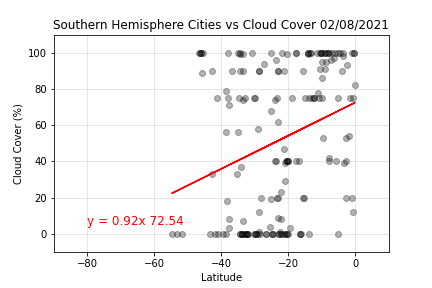 Southern Hemisphere Cities vs Cloud Cover 02/08/2021
100
80
60
40
20
0
Cloud Cover (%)
y = 0.92x 72.54
−80
−60
−40
−20
0
Latitude